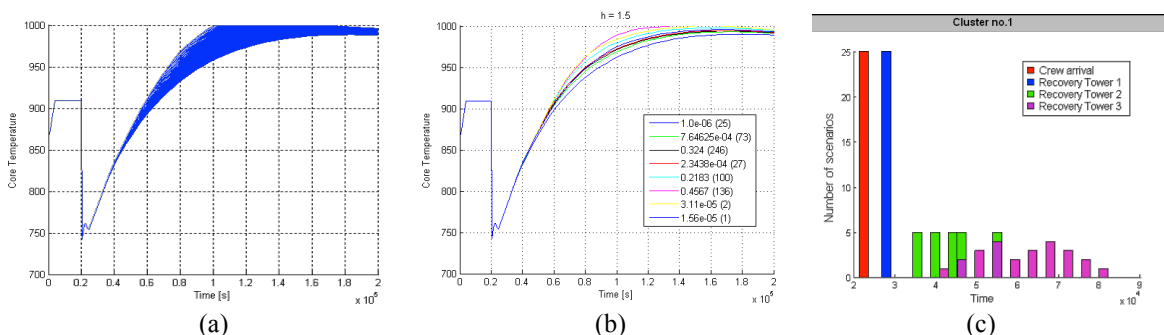 1000
950
900
850
800
750
700
Core Temperature
0
0.2
0.4
0.6
0.8
1.0
1.2
1.4
1.6
1.8
2.0
Time [s]
x 10^5
(a)
h = 1.5
1000
950
900
850
800
750
700
Core Temperature
1.0e-06 (25)
7.64625e-04 (73)
0.324 (246)
2.3438e-04 (27)
0.2183 (100)
0.4567 (136)
3.11e-05 (2)
1.56e-05 (1)
0
0.2
0.4
0.6
0.8
1.0
1.2
1.4
1.6
1.8
2.0
Time [s]
x 10^5
(b)
Cluster no.1
25
20
15
10
5
0
Number of scenarios
Crew arrival
Recovery Tower 1
Recovery Tower 2
Recovery Tower 3
2
3
4
5
6
7
8
9
Time
x 10^4
(c)